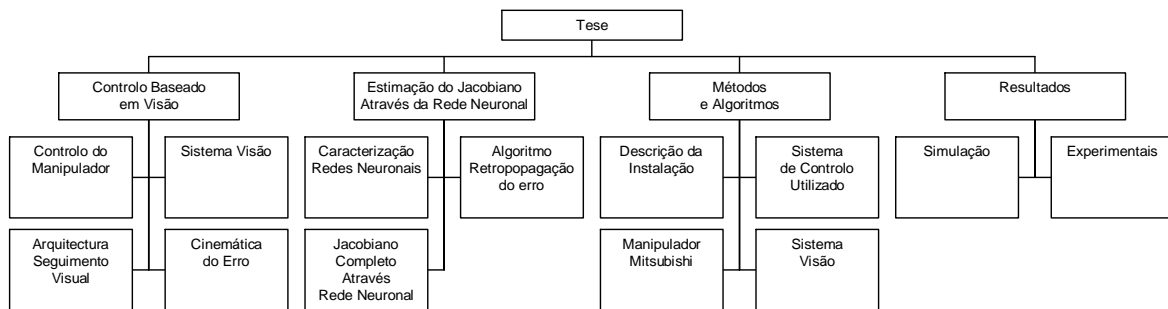 Tese
Controlo Baseado
em Visão
Estimação do Jacobiano
Através da Rede Neuronal
Métodos
e Algoritmos
Resultados
Controlo do
Manipulador
Sistema Visão
Caracterização
Redes Neuronais
Algoritmo
Retropopagação
do erro
Descrição da
Instalação
Sistema
de Controlo
Utilizado
Simulação
Experimentais
Arquitectura
Seguimento
Visual
Cinemática
do Erro
Jacobiano
Completo
Através
Rede Neuronal
Manipulador
Mitsubishi
Sistema
Visão